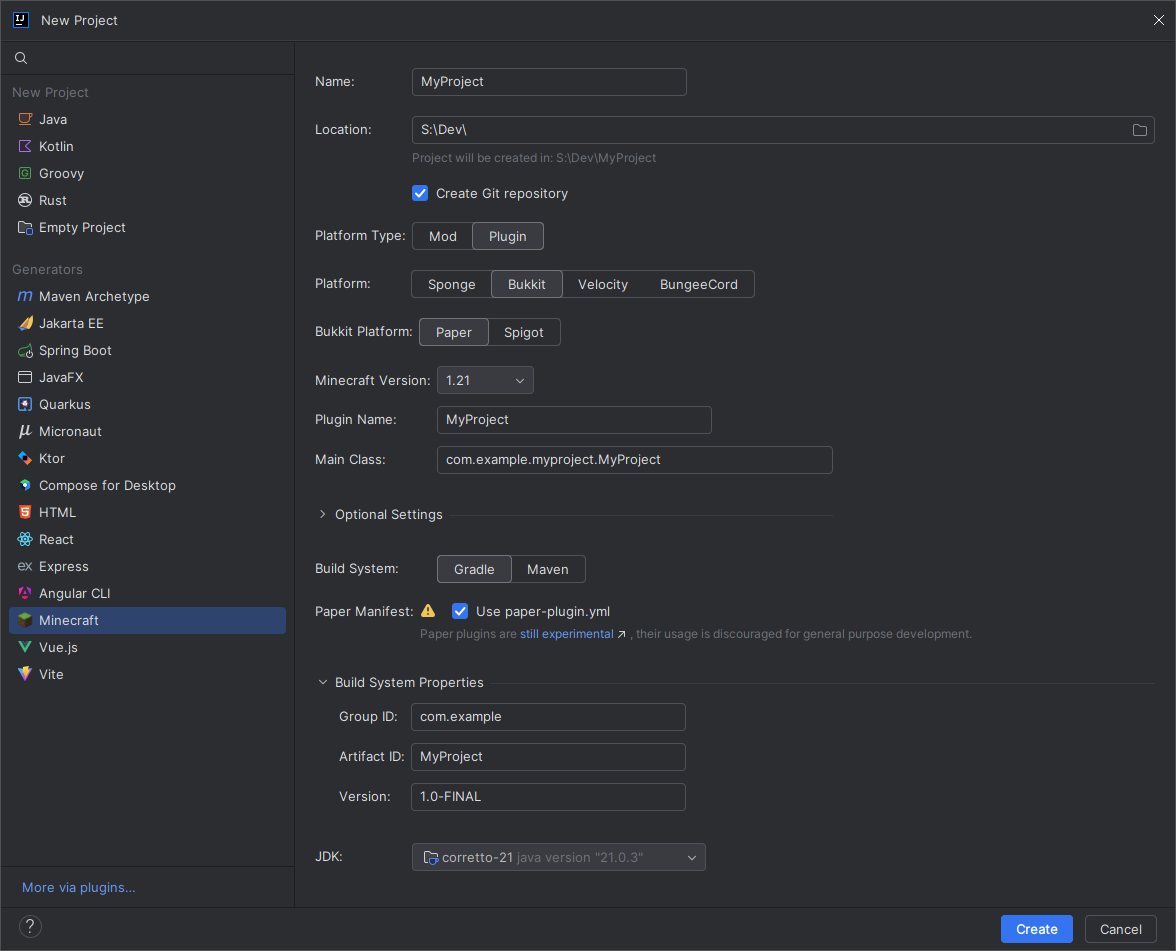 New Project
New Project
Java
Kotlin
Groovy
Rust
Empty Project
Generators
Maven Archetype
Jakarta EE
Spring Boot
JavaFX
Quarkus
Micronaut
Ktor
Compose for Desktop
HTML
React
ex Express
Angular CLI
Minecraft
Vue.js
Vite
More via plugins...
?
Name: MyProject
Location: S:\Dev\
Project will be created in: S:\Dev\MyProject
Create Git repository
Platform Type: Mod Plugin
Platform: Sponge Bukkit Velocity BungeeCord
Bukkit Platform: Paper Spigot
Minecraft Version: 1.21
Plugin Name: MyProject
Main Class: com.example.myproject.MyProject
Optional Settings
Build System: Gradle Maven
Paper Manifest: Use paper-plugin.yml
Paper plugins are still experimental ↗ , their usage is discouraged for general purpose development.
Build System Properties
Group ID: com.example
Artifact ID: MyProject
Version: 1.0-FINAL
JDK: corretto-21 java version "21.0.3"
Create Cancel